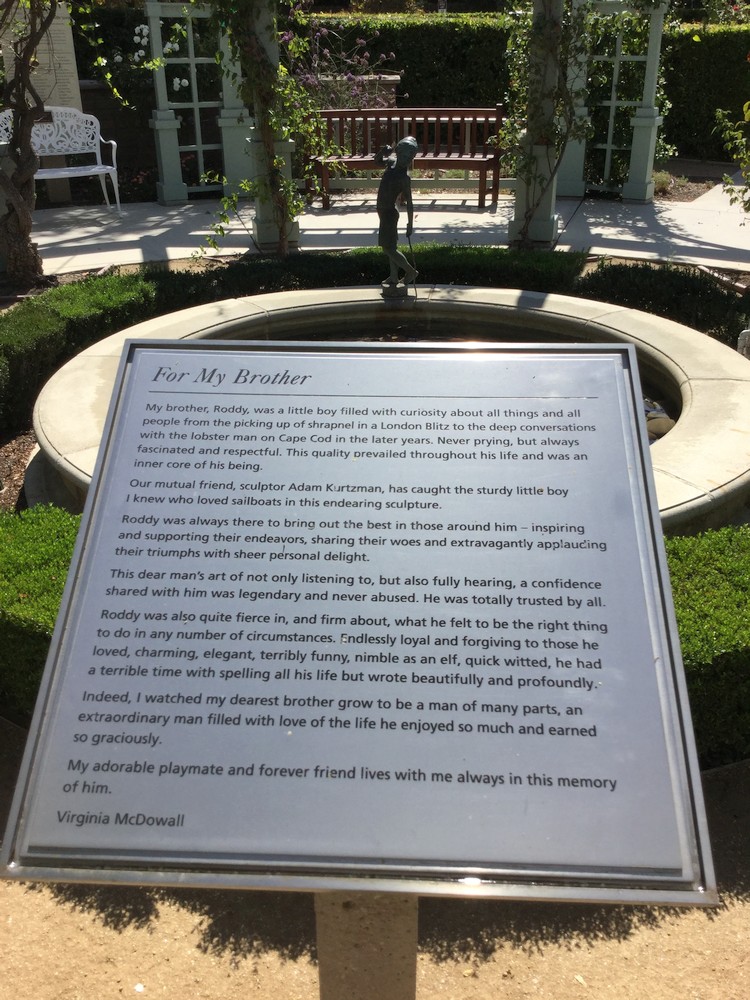 For My Brother
My brother, Roddy, was a little boy filled with curiosity about all things and all
people from the picking up of shrapnel in a London Blitz to the deep conversations
with the lobster man on Cape Cod in the later years. Never prying, but always
fascinated and respectful. This quality prevailed throughout his life and was an
inner core of his being.
Our mutual friend, sculptor Adam Kurtzman, has caught the sturdy little boy
I knew who loved sailboats in this endearing sculpture.
Roddy was always there to bring out the best in those around him – inspiring
and supporting their endeavors, sharing their woes and extravagantly applauding
their triumphs with sheer personal delight.
This dear man's art of not only listening to, but also fully hearing, a confidence
shared with him was legendary and never abused. He was totally trusted by all.
Roddy was also quite fierce in, and firm about, what he felt to be the right thing
to do in any number of circumstances. Endlessly loyal and forgiving to those he
loved, charming, elegant, terribly funny, nimble as an elf, quick witted, he had
a terrible time with spelling all his life but wrote beautifully and profoundly.
Indeed, I watched my dearest brother grow to be a man of many parts, an
extraordinary man filled with love of the life he enjoyed so much and earned
so graciously.
My adorable playmate and forever friend lives with me always in this memory
of him.
Virginia McDowall